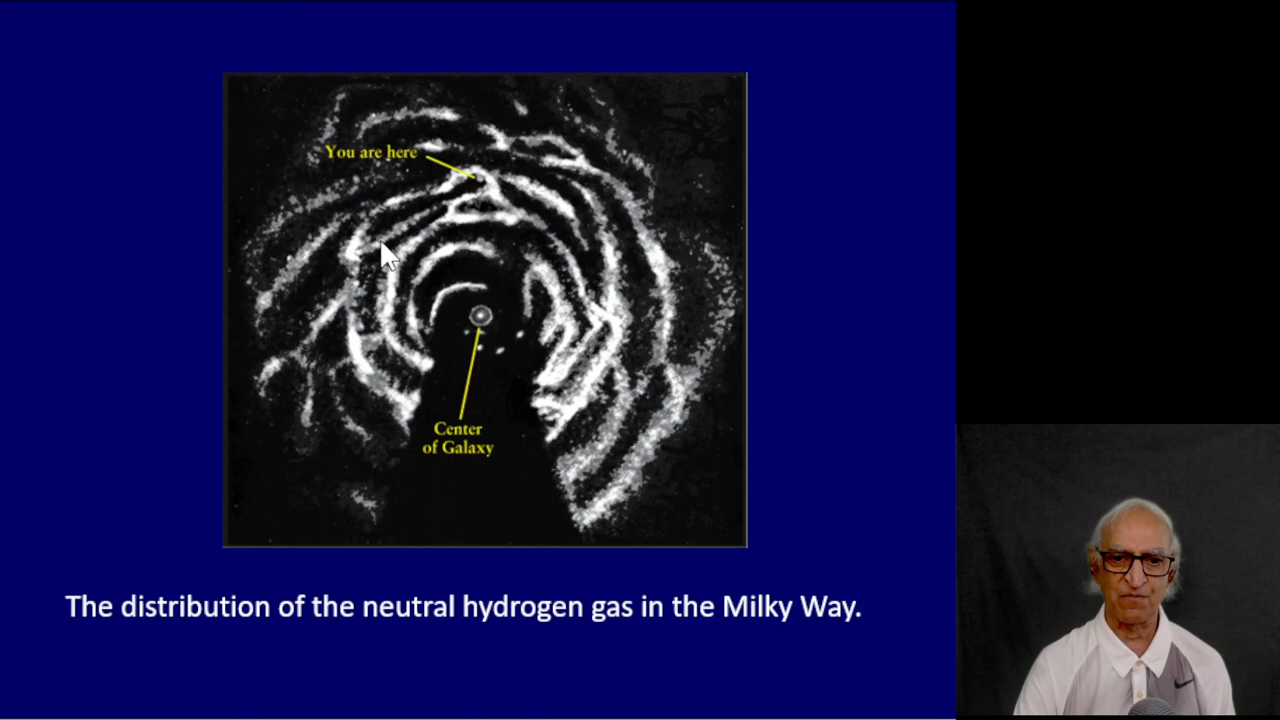 You are here
Center
of Galaxy
The distribution of the neutral hydrogen gas in the Milky Way.